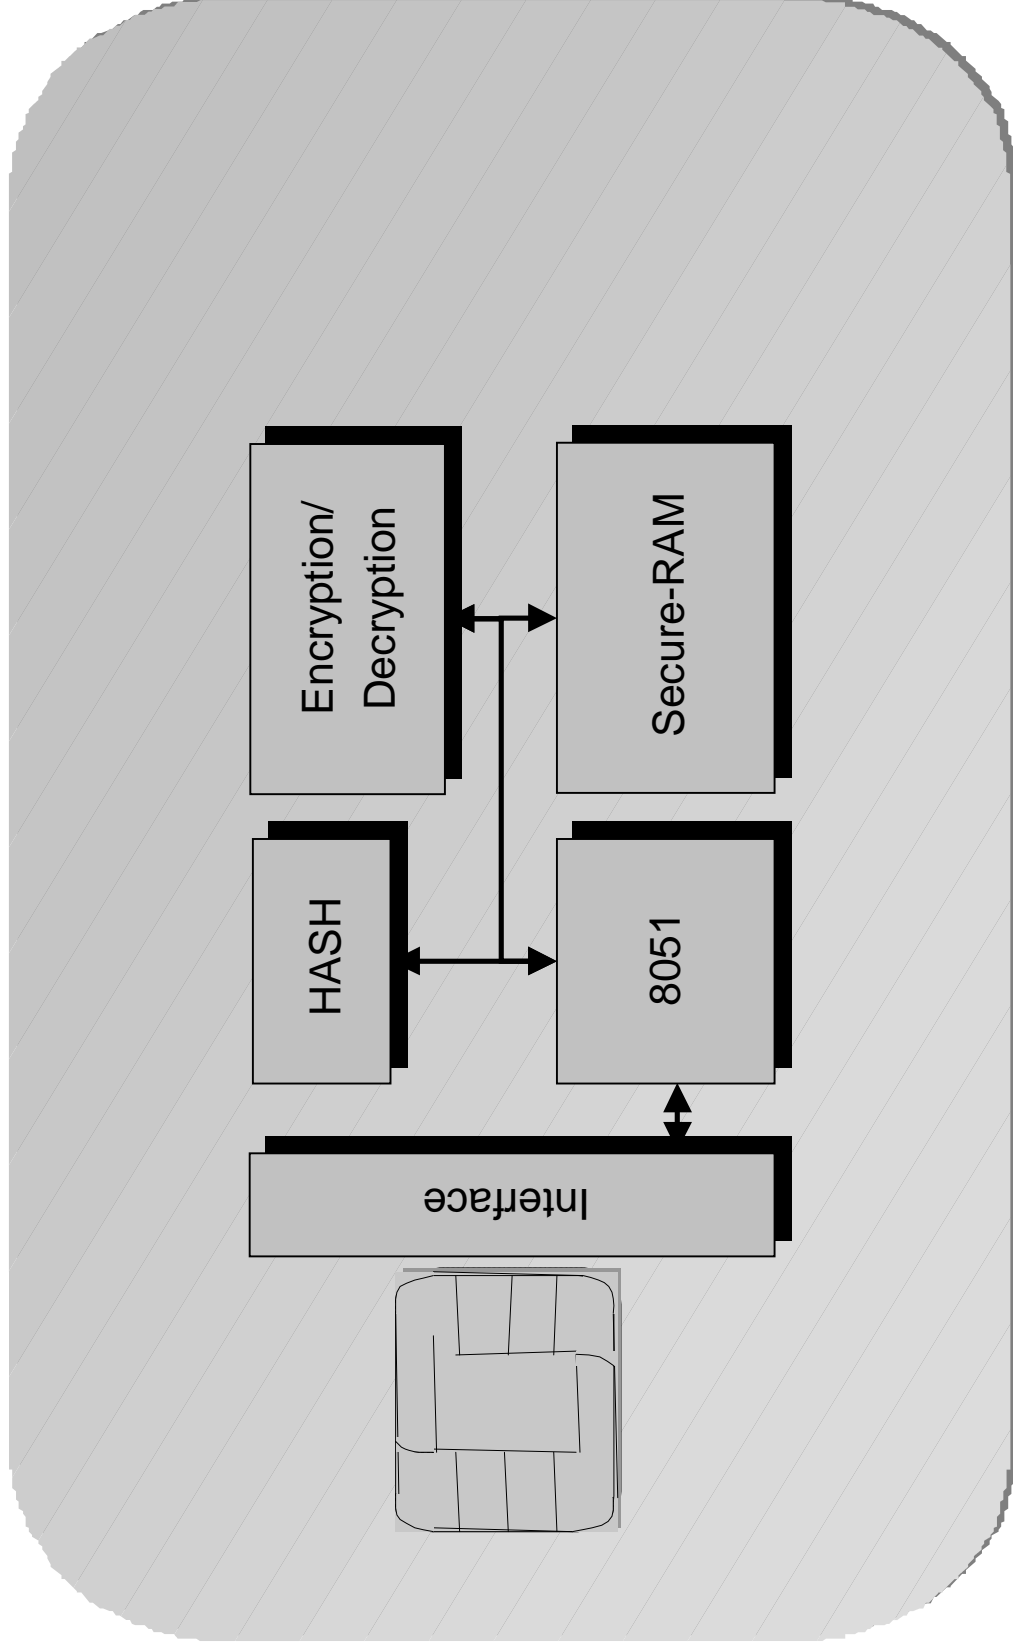 Encryption/
Decryption
Secure-RAM
HASH
8051
Interface